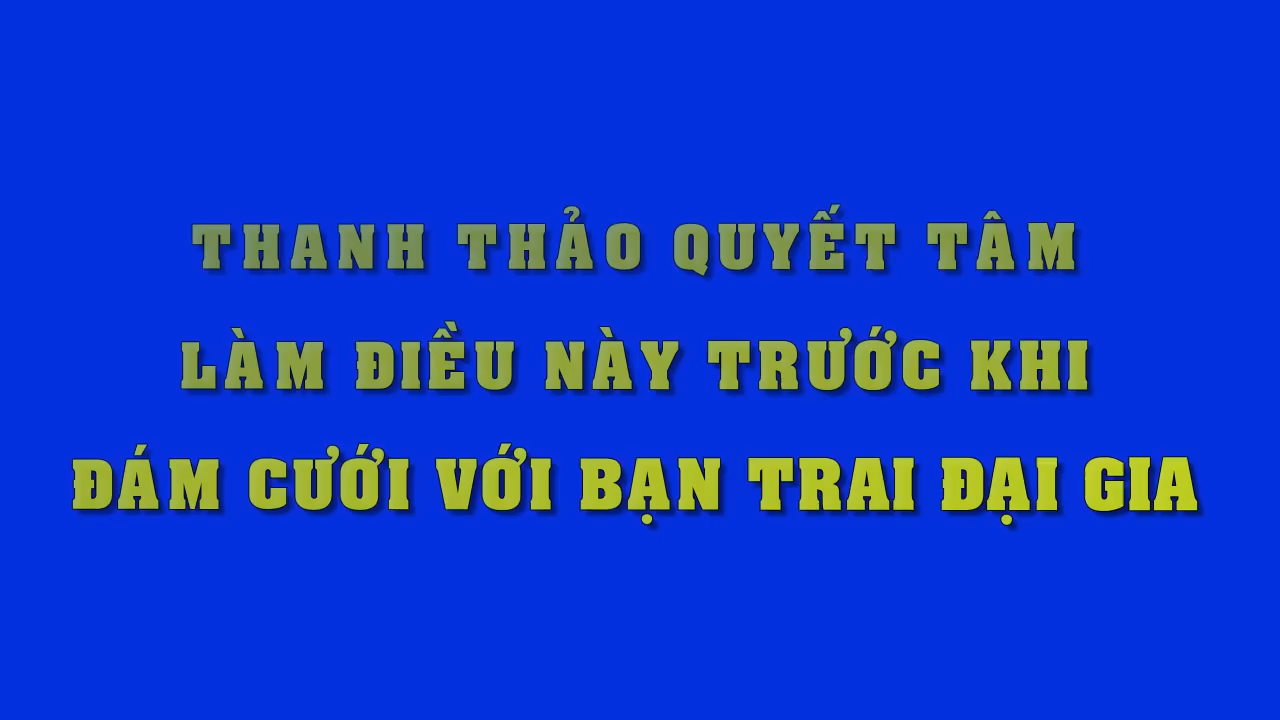 THANH THẢO QUYẾT TÂM
LÀM ĐIỀU NÀY TRƯỚC KHI
ĐÁM CƯỚI VỚI BẠN TRAI ĐẠI GIA